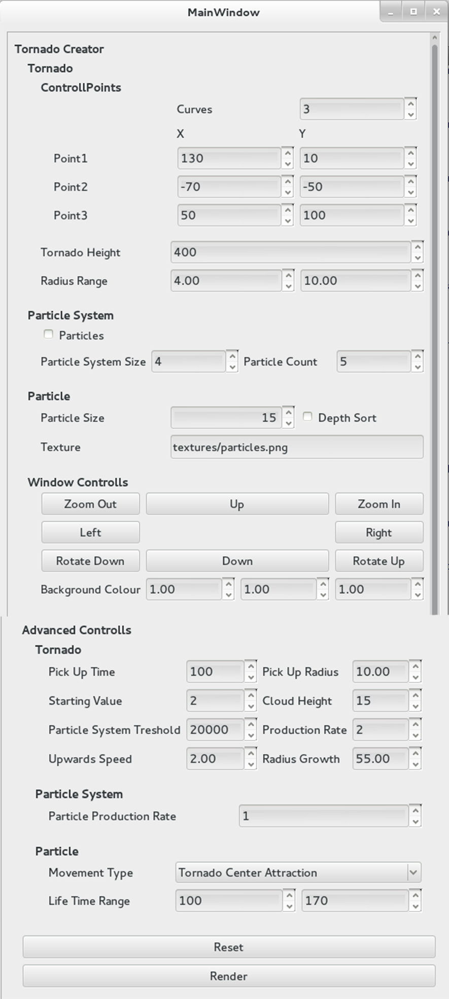 MainWindow
Tornado Creator
Tornado
ControllPoints
Curves 3
X Y
Point1 130 10
Point2 -70 -50
Point3 50 100
Tornado Height 400
Radius Range 4.00 10.00
Particle System
Particles
Particle System Size 4 Particle Count 5
Particle
Particle Size 15 Depth Sort
Texture textures/particles.png
Window Controlls
Zoom Out Up Zoom In
Left Right
Rotate Down Down Rotate Up
Background Colour 1.00 1.00 1.00
Advanced Controlls
Tornado
Pick Up Time 100 Pick Up Radius 10.00
Starting Value 2 Cloud Height 15
Particle System Treshold 20000 Production Rate 2
Upwards Speed 2.00 Radius Growth 55.00
Particle System
Particle Production Rate 1
Particle
Movement Type Tornado Center Attraction
Life Time Range 100 170
Reset
Render